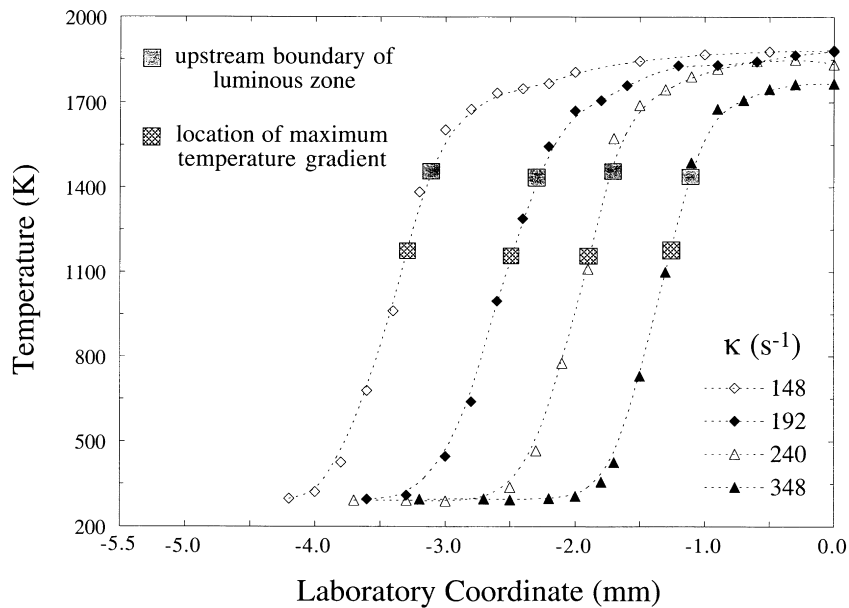 2000
1700
1400
1100
800
500
200
Temperature (K)
upstream boundary of
luminous zone
location of maximum
temperature gradient
κ (s-1)
148
192
240
348
-5.5
-5.0
-4.0
-3.0
-2.0
-1.0
0.0
Laboratory Coordinate (mm)